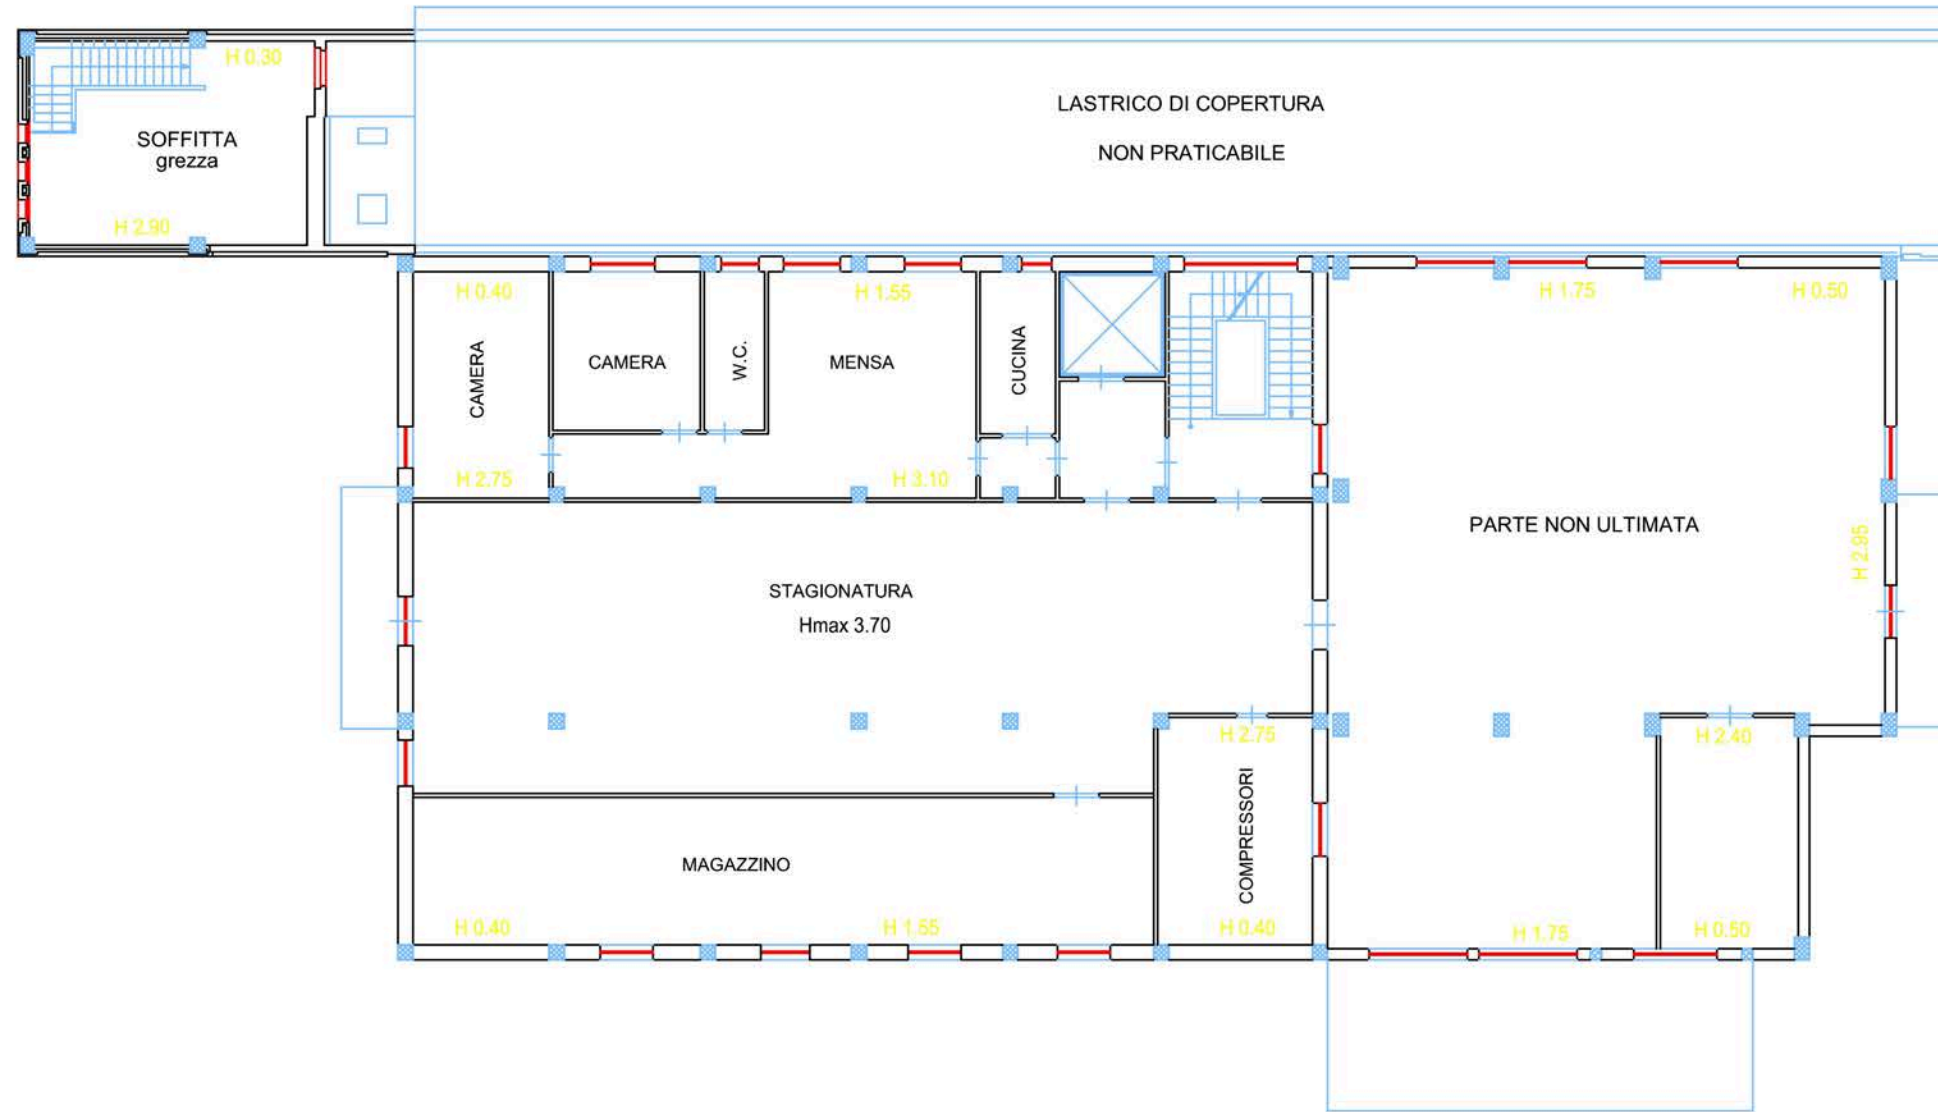 H 0.30
LASTRICO DI COPERTURA
NON PRATICABILE
SOFFITTA
grezza
H 2.90
H 0.40
H 1.55
H 1.75
H 0.50
CAMERA
CAMERA
W.C.
MENSA
CUCINA
H 2.75
H 3.10
PARTE NON ULTIMATA
H 2.95
STAGIONATURA
Hmax 3.70
H 2.75
H 2.40
COMPRESSORI
MAGAZZINO
H 0.40
H 1.55
H 0.40
H 1.75
H 0.50